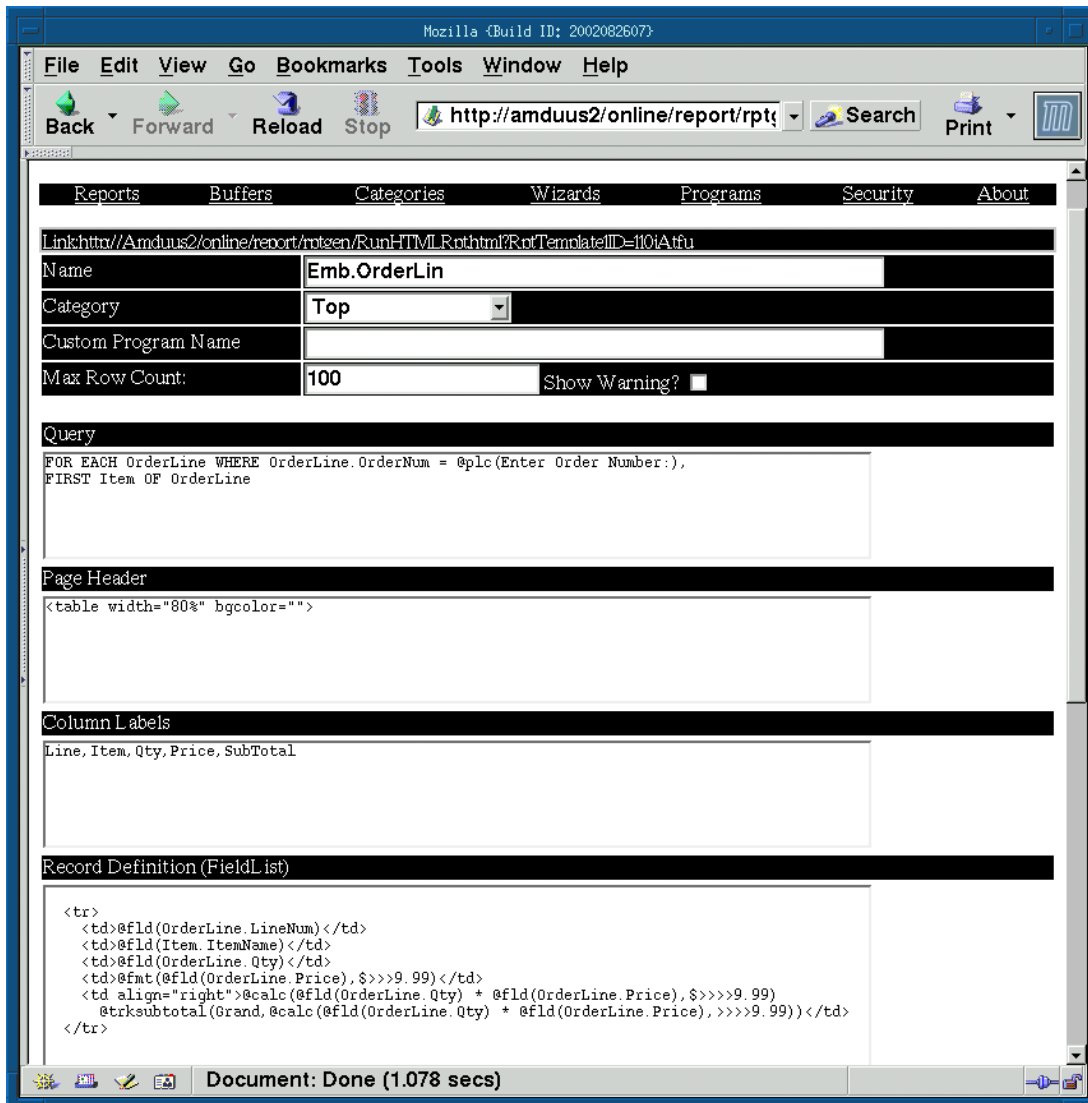 Mozilla {Build ID: 2002082607}
File Edit View Go Bookmarks Tools Window Help
Back Forward Reload Stop http://amduus2/online/report/rptg Search Print
Reports Buffers Categories Wizards Programs Security About
Link:http://Amduus2/online/report/rptgen/RunHTMLRpt.html?RptTemplate1ID=110iAtfu
Name Emb.OrderLin
Category Top
Custom Program Name
Max Row Count: 100 Show Warning?
Query
FOR EACH OrderLine WHERE OrderLine.OrderNum = @plc(Enter Order Number:),
FIRST Item OF OrderLine
Page Header
<table width="80%" bgcolor="">
Column Labels
Line,Item,Qty,Price,SubTotal
Record Definition (FieldList)
<tr>
<td>@fld(OrderLine.LineNum)</td>
<td>@fld(Item.ItemName)</td>
<td>@fld(OrderLine.Qty)</td>
<td>@fmt(@fld(OrderLine.Price),$>>>9.99)</td>
<td align="right">@calc(@fld(OrderLine.Qty) * @fld(OrderLine.Price),$>>>>9.99)
@trksubtotal(Grand,@calc(@fld(OrderLine.Qty) * @fld(OrderLine.Price),>>>>9.99))</td>
</tr>
Document: Done (1.078 secs)